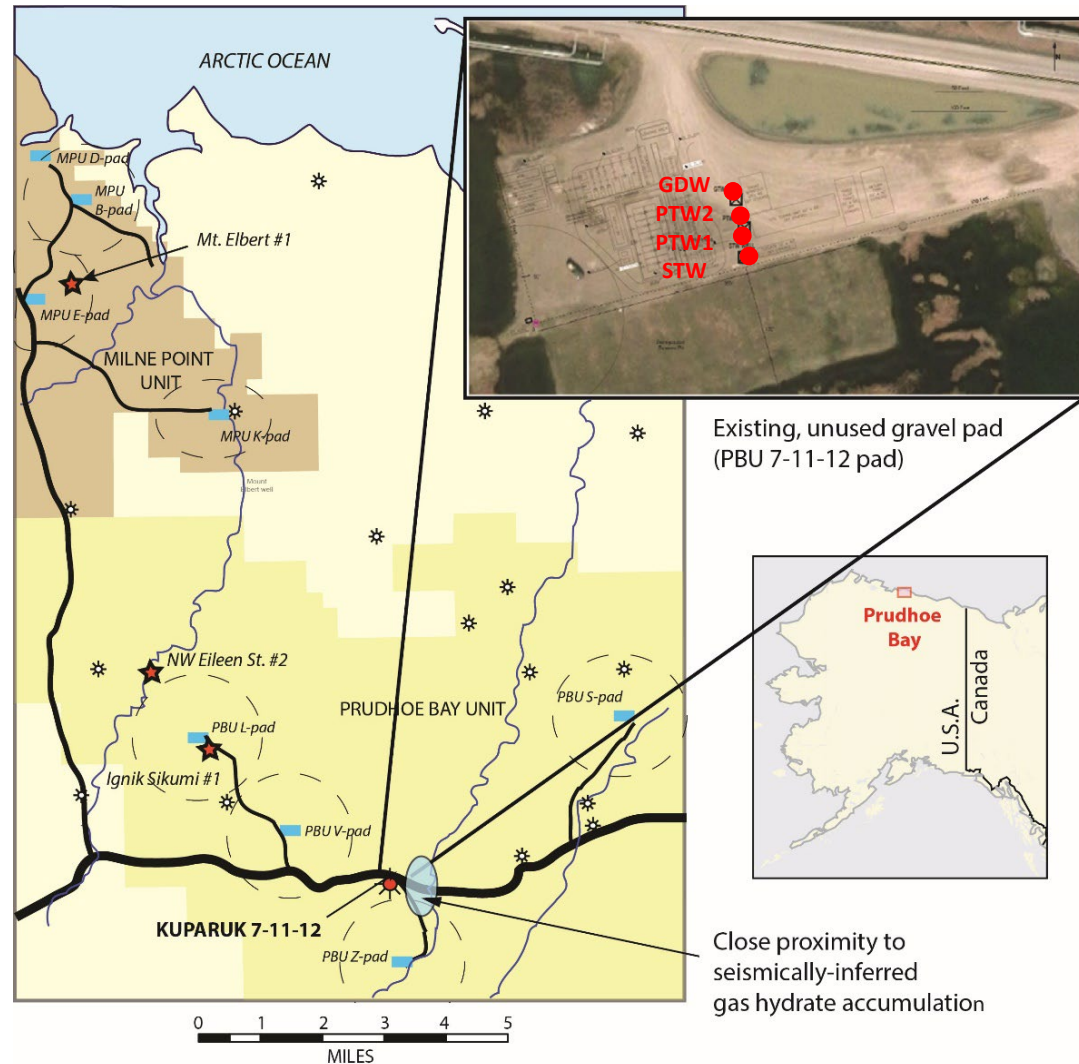 ARCTIC OCEAN
MPU D-pad
MPU
B-pad
Mt. Elbert #1
MPU E-pad
MILNE POINT
UNIT
MPU K-pad
Mount
Elbert well
NW Eileen St. #2
PBU L-pad
PRUDHOE BAY UNIT
PBU S-pad
Ignik Sikumi #1
PBU V-pad
KUPARUK 7-11-12
PBU Z-pad
0 1 2 3 4 5
MILES
GDW
PTW2
PTW1
STW
N
Existing, unused gravel pad
(PBU 7-11-12 pad)
Prudhoe
Bay
U.S.A.
Canada
Close proximity to
seismically-inferred
gas hydrate accumulation